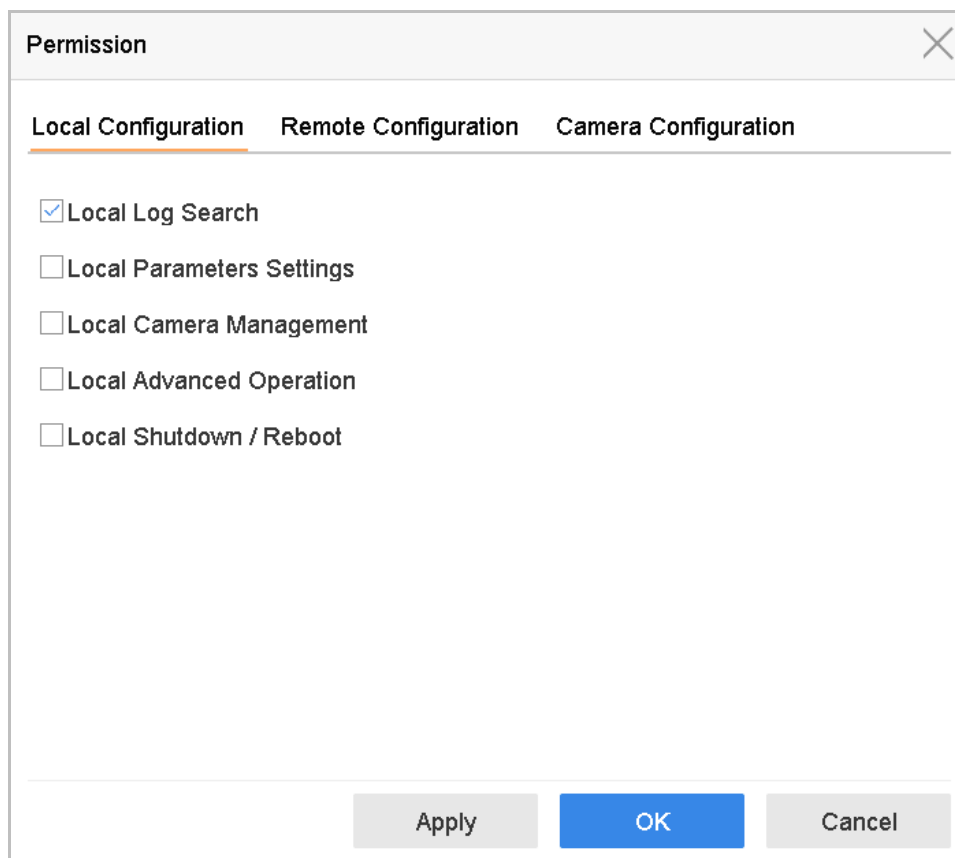 Permission
Local Configuration Remote Configuration Camera Configuration
Local Log Search
Local Parameters Settings
Local Camera Management
Local Advanced Operation
Local Shutdown / Reboot
Apply OK Cancel